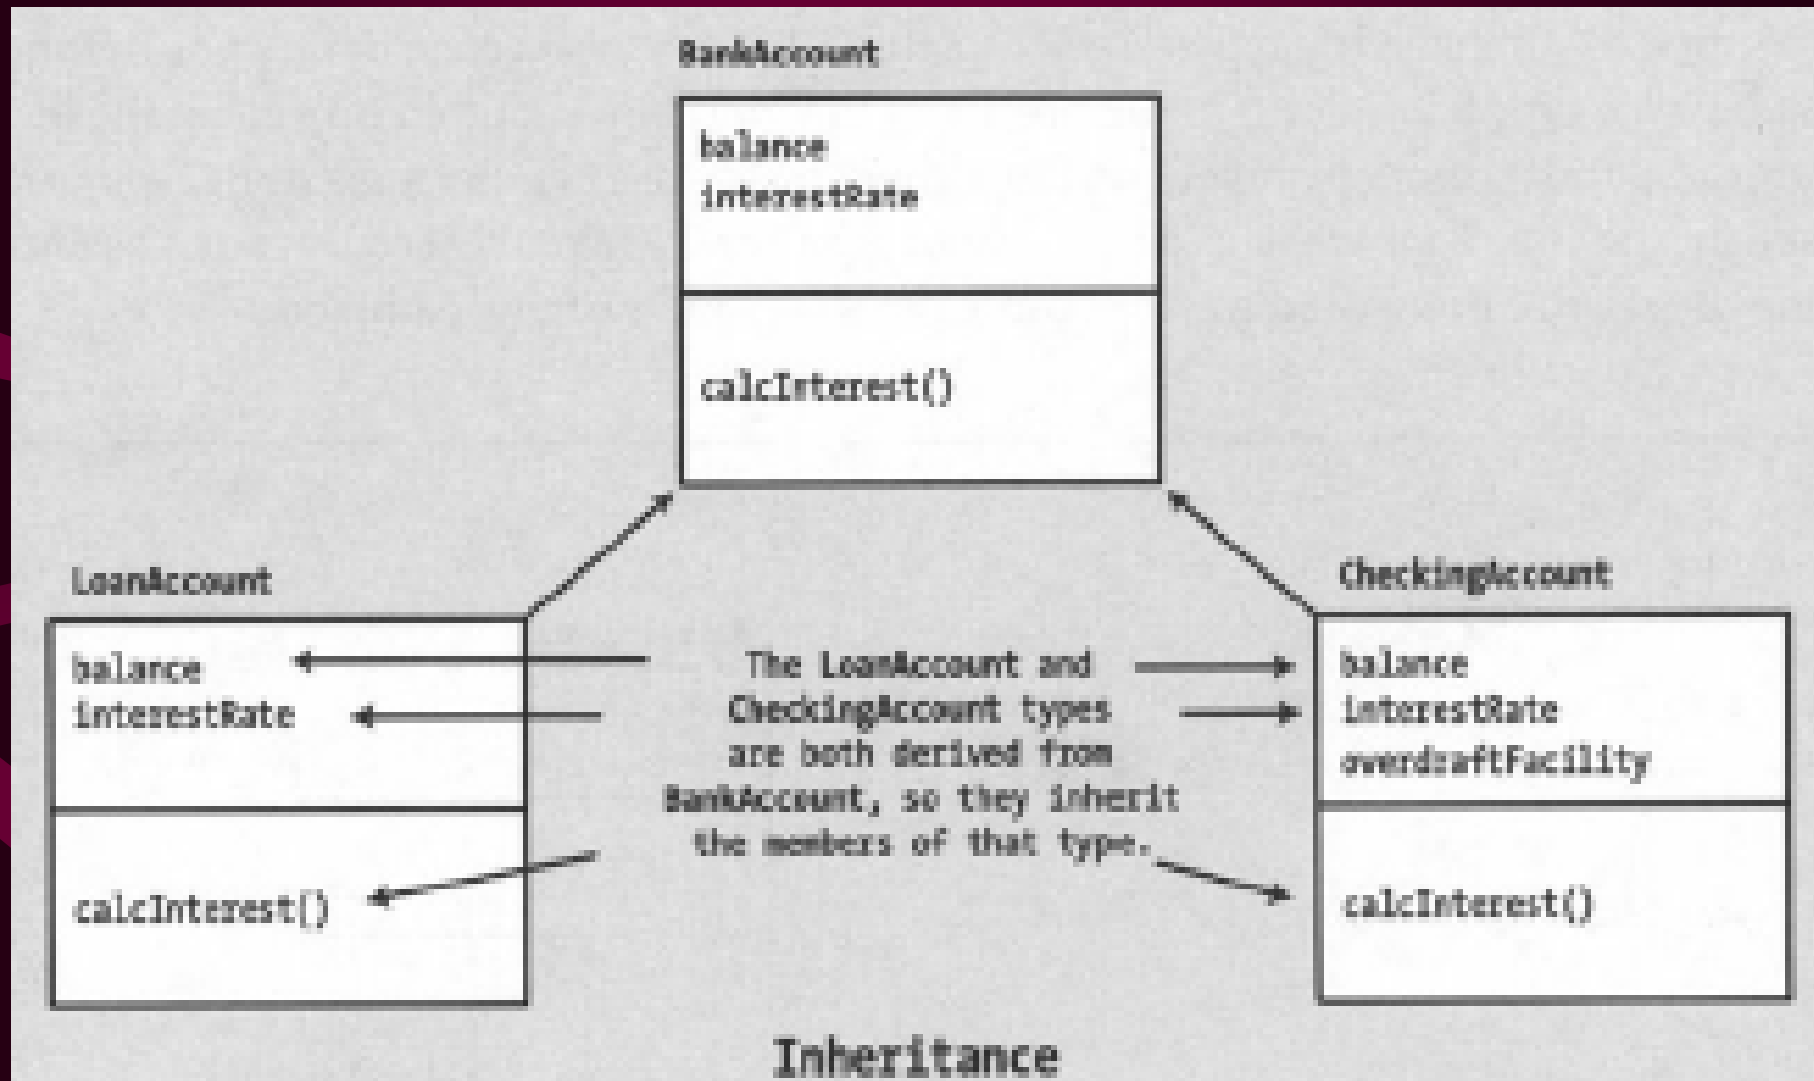 BankAccount
balance
interestRate
calcInterest()
LoanAccount
balance
interestRate
calcInterest()
The LoanAccount and
CheckingAccount types
are both derived from
BankAccount, so they inherit
the members of that type.
CheckingAccount
balance
interestRate
overdraftFacility
calcInterest()
Inheritance